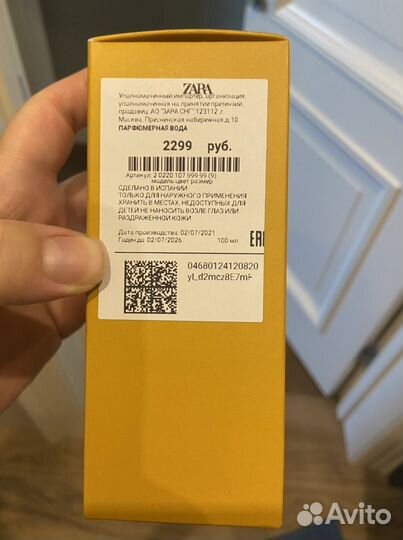 ZARA
Уполномоченный импортер, организация,
уполномоченная на принятие претензий,
продавец: АО "ЗАРА СНГ" 123112 г.
Москва, Пресненская набережная д.10
ПАРФЮМЕРНАЯ ВОДА
2299 руб.
Артикул: 2 0220 107 999 99 (9)
модель цвет размер
СДЕЛАНО В ИСПАНИИ
ТОЛЬКО ДЛЯ НАРУЖНОГО ПРИМЕНЕНИЯ
ХРАНИТЬ В МЕСТАХ, НЕДОСТУПНЫХ ДЛЯ
ДЕТЕЙ НЕ НАНОСИТЬ ВОЗЛЕ ГЛАЗ ИЛИ
РАЗДРАЖЕННОЙ КОЖИ
Дата производства: 02/07/2021
Годен до 02/07/2026 100 мл. EAC
04680124120820
yI_d2mcz8E7mF
Avito